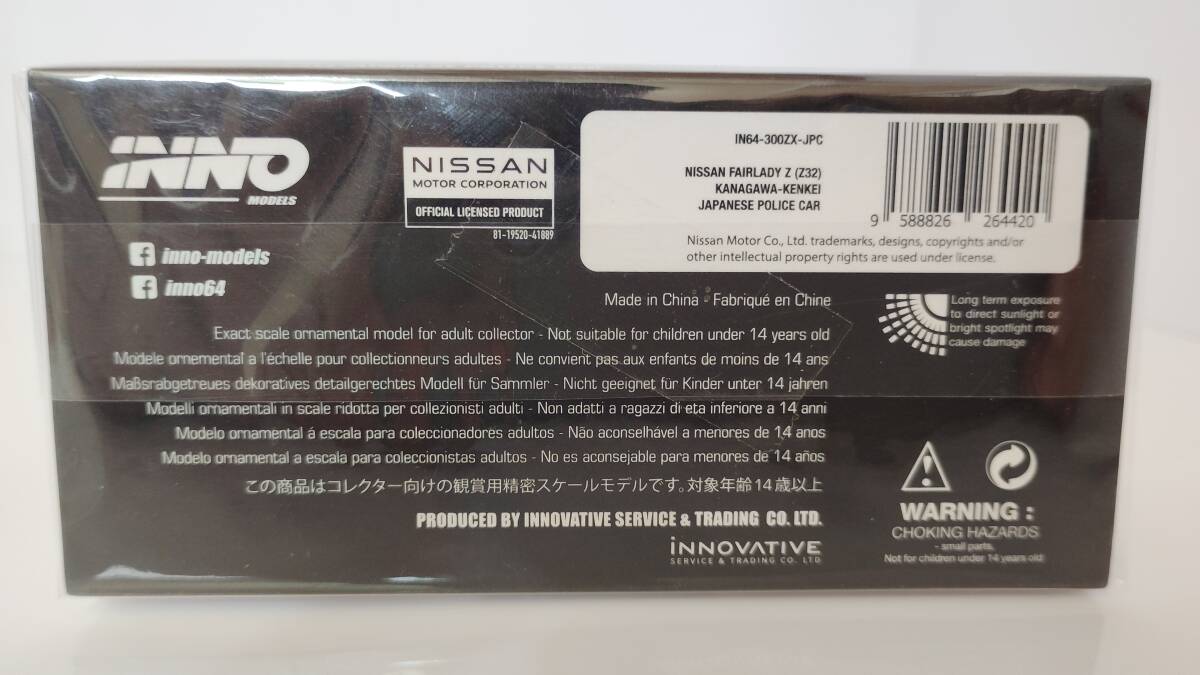 INNO
MODELS
inno-models
inno64
NISSAN
MOTOR CORPORATION
OFFICIAL LICENSED PRODUCT
81-19520-41889
IN64-300ZX-JPC
NISSAN FAIRLADY Z (Z32)
KANAGAWA-KENKEI
JAPANESE POLICE CAR
9 588826 264420
Nissan Motor Co., Ltd. trademarks, designs, copyrights and/or
other intellectual property rights are used under license.
Made in China - Fabriqué en Chine
Long term exposure
to direct sunlight or
bright spotlight may
cause damage
Exact scale ornamental model for adult collector - Not suitable for children under 14 years old
Modele ornemental a l'échelle pour collectionneurs adultes - Ne convient pas aux enfants de moins de 14 ans
Maßsrabgetreues dekoratives detailgerechtes Modell für Sammler - Nicht geeignet für Kinder unter 14 jahren
Modelli ornamentali in scale ridotta per collezionisti adulti - Non adatti a ragazzi di eta inferiore a 14 anni
Modelo ornamental á escala para coleccionadores adultos - Não aconselhável a menores de 14 anos
Modelo ornamental a escala para coleccionistas adultos - No es aconsejable para menores de 14 años
この商品はコレクター向けの観賞用精密スケールモデルです。対象年齢14歳以上
PRODUCED BY INNOVATIVE SERVICE & TRADING CO. LTD.
INNOVATIVE
SERVICE & TRADING CO. LTD
WARNING :
CHOKING HAZARDS
- small parts.
Not for children under 14 years old